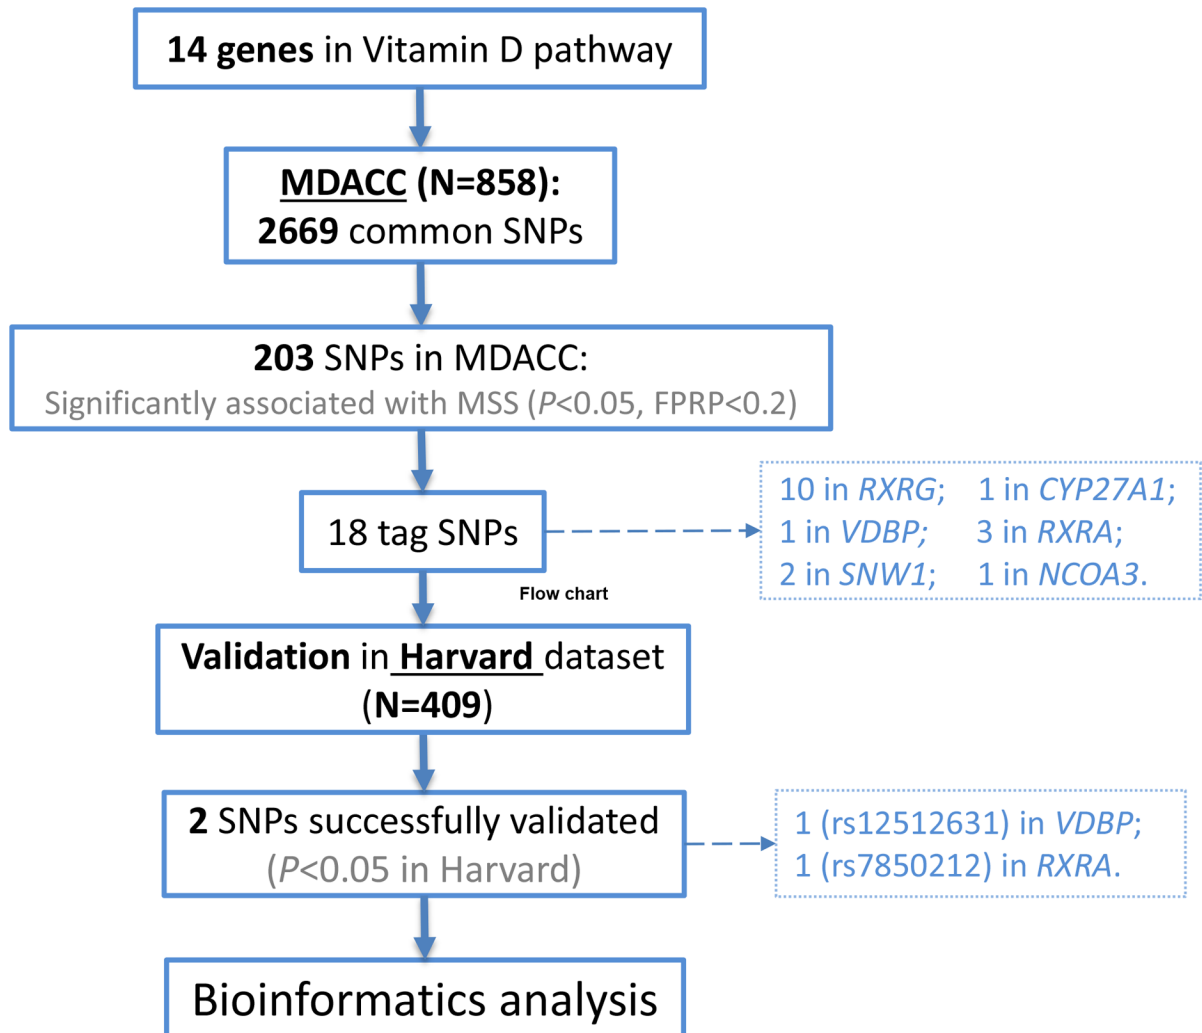 14 genes in Vitamin D pathway
MDACC (N=858):
2669 common SNPs
203 SNPs in MDACC:
Significantly associated with MSS (P<0.05, FPRP<0.2)
18 tag SNPs
10 in RXRG; 1 in CYP27A1;
1 in VDBP; 3 in RXRA;
2 in SNW1; 1 in NCOA3.
Flow chart
Validation in Harvard dataset
(N=409)
2 SNPs successfully validated
(P<0.05 in Harvard)
1 (rs12512631) in VDBP;
1 (rs7850212) in RXRA.
Bioinformatics analysis